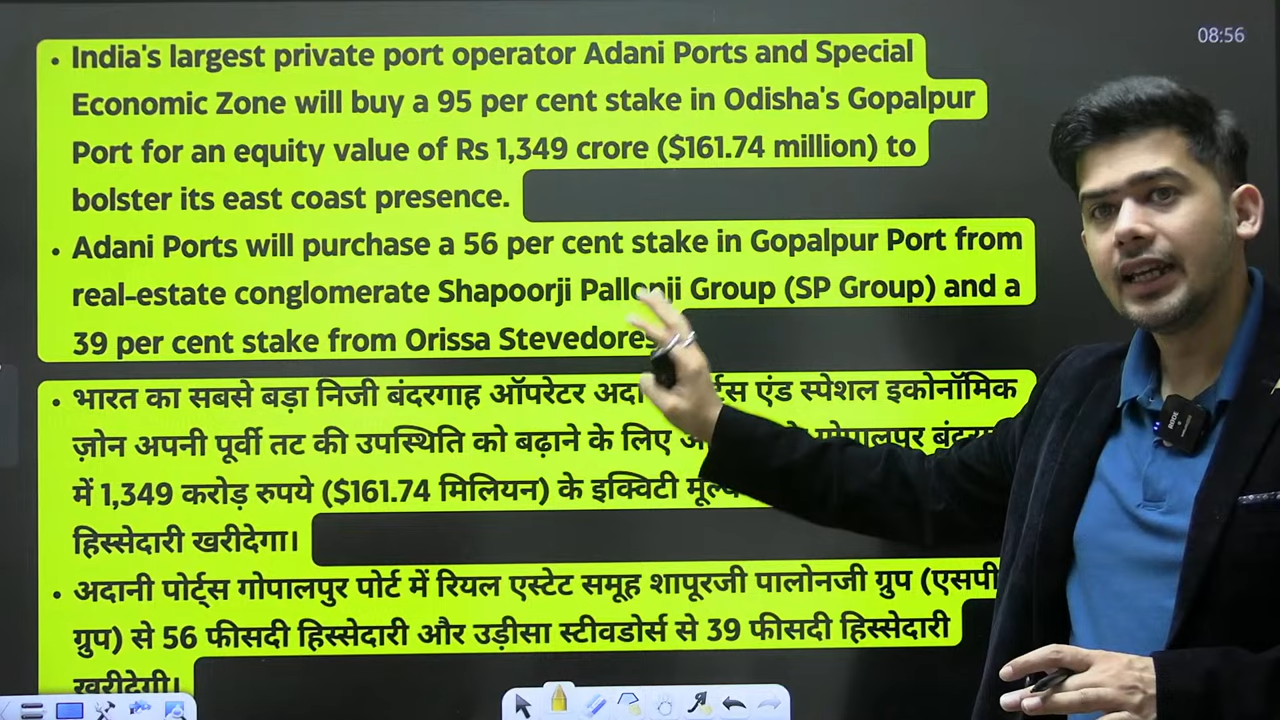 08:56
• India's largest private port operator Adani Ports and Special
Economic Zone will buy a 95 per cent stake in Odisha's Gopalpur
Port for an equity value of Rs 1,349 crore ($161.74 million) to
bolster its east coast presence.
• Adani Ports will purchase a 56 per cent stake in Gopalpur Port from
real-estate conglomerate Shapoorji Pallonji Group (SP Group) and a
39 per cent stake from Orissa Stevedores
• भारत का सबसे बड़ा निजी बंदरगाह ऑपरेटर एंड स्पेशल इकोनॉमिक
ज़ोन अपनी पूर्वी तट की उपस्थिति को बढ़ाने के लिए गोपालपुर
में 1,349 करोड़ रुपये ($161.74 मिलियन) के इक्विटी
हिस्सेदारी खरीदेगा।
• अदानी पोर्ट्स गोपालपुर पोर्ट में रियल एस्टेट समूह शापूरजी पालोनजी ग्रुप (एसपी
ग्रुप) से 56 फीसदी हिस्सेदारी और उड़ीसा स्टीवडोर्स से 39 फीसदी हिस्सेदारी
खरीदेगी।